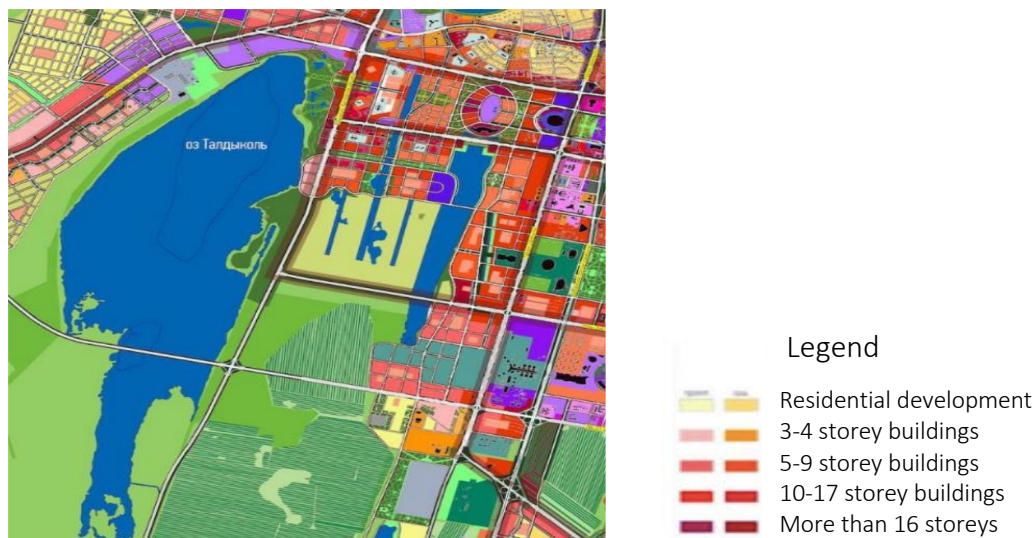 оз Талдыколь
Legend
Residential development
3-4 storey buildings
5-9 storey buildings
10-17 storey buildings
More than 16 storeys